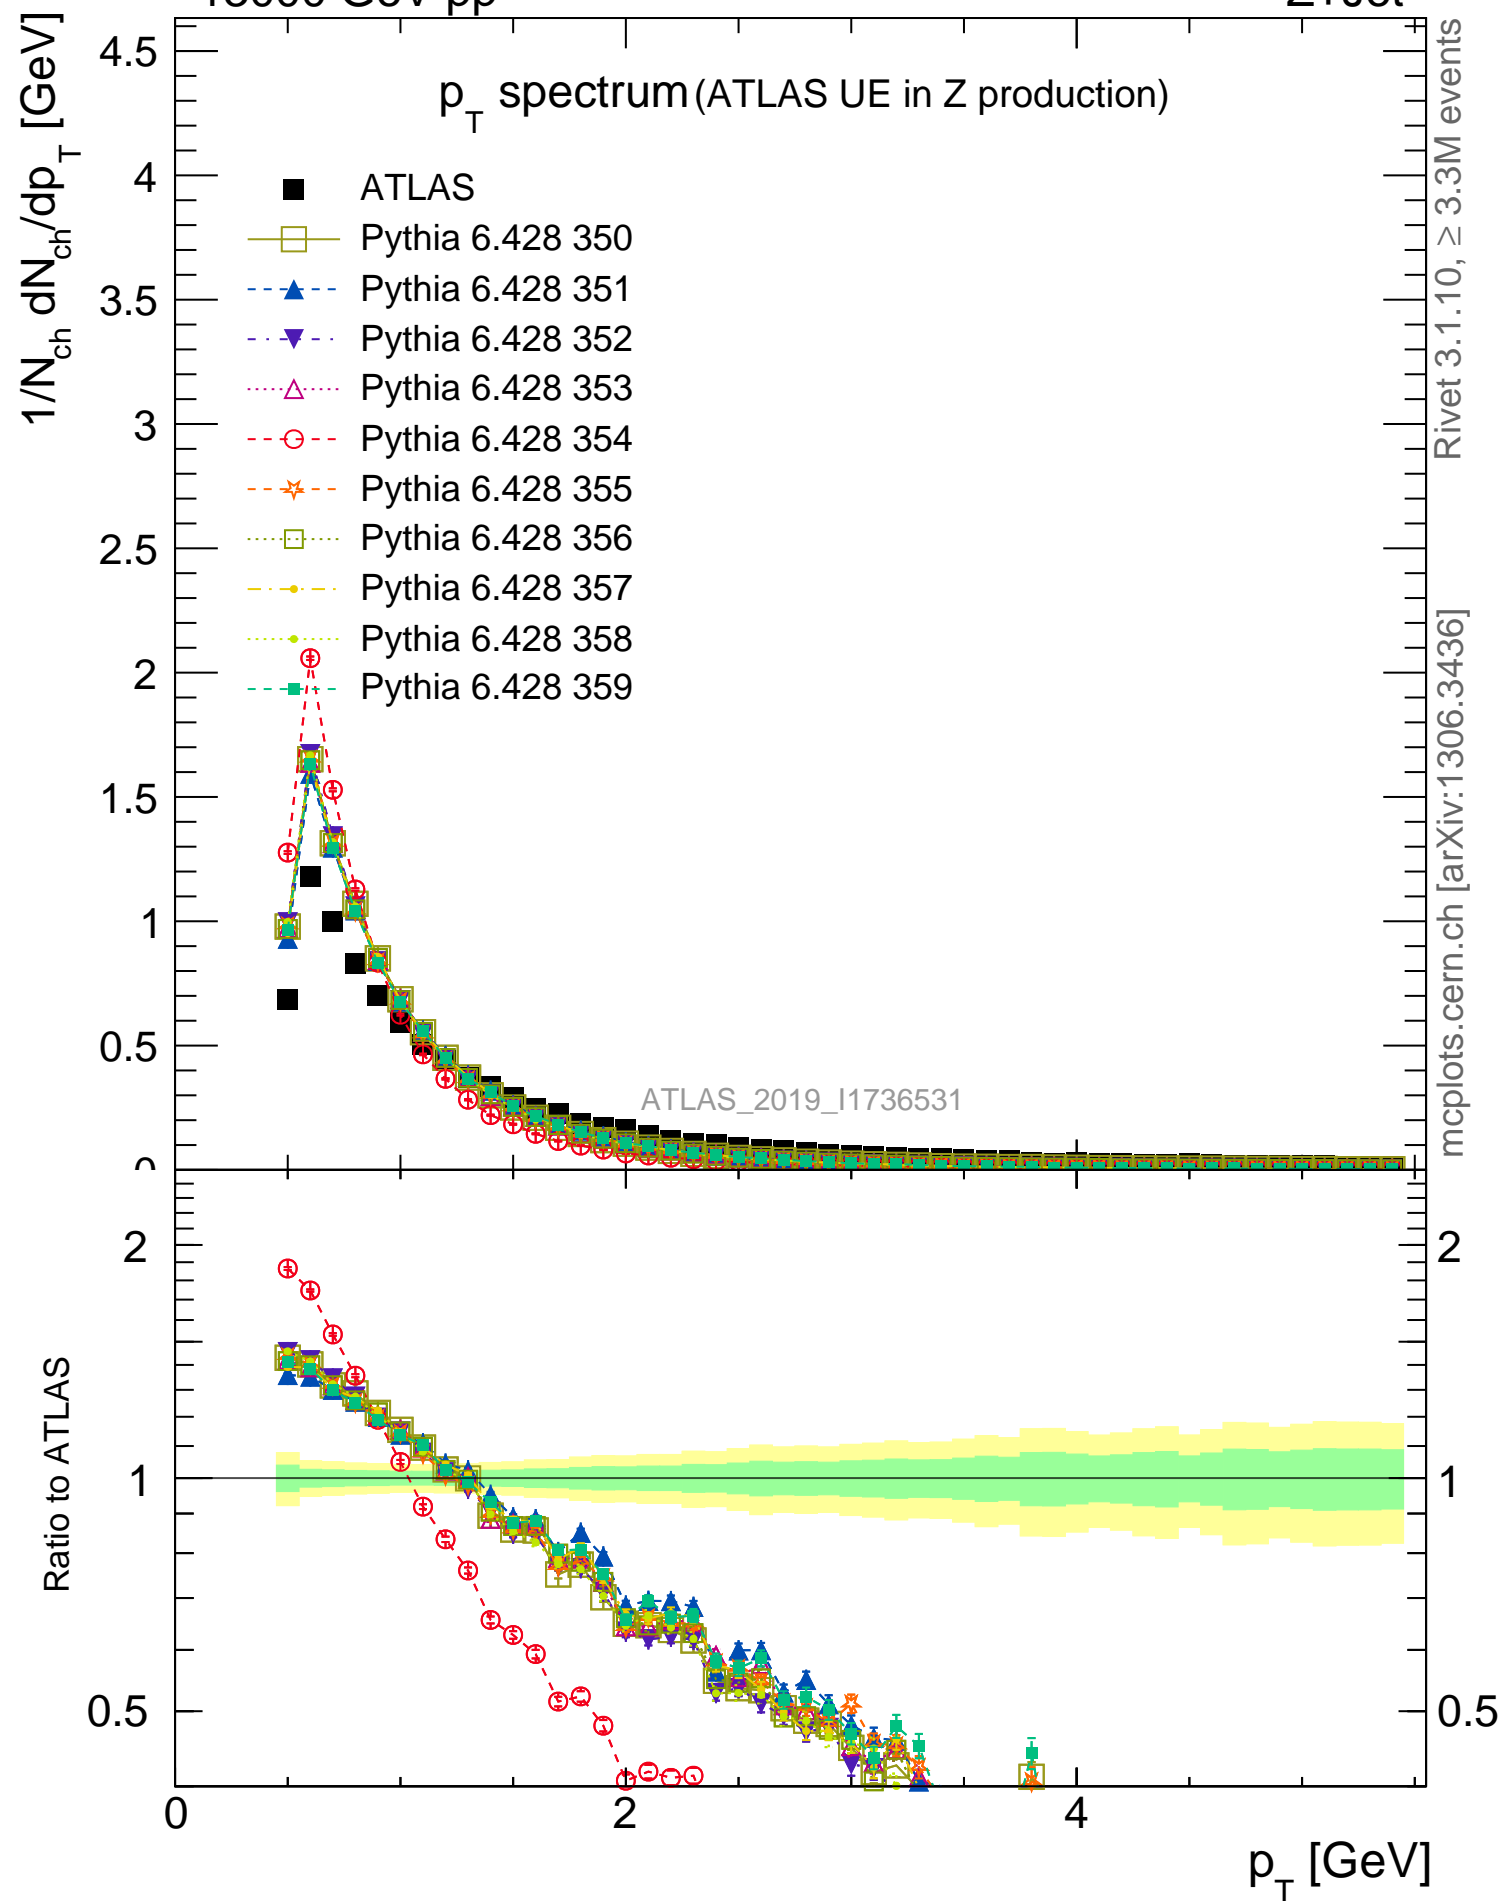 13000 GeV pp
Z+Jet
p_T spectrum (ATLAS UE in Z production)
1/N_ch dN_ch/dp_T [GeV]
4.5
4
3.5
3
2.5
2
1.5
1
0.5
0
ATLAS
Pythia 6.428 350
Pythia 6.428 351
Pythia 6.428 352
Pythia 6.428 353
Pythia 6.428 354
Pythia 6.428 355
Pythia 6.428 356
Pythia 6.428 357
Pythia 6.428 358
Pythia 6.428 359
ATLAS_2019_I1736531
Rivet 3.1.10, ≥ 3.3M events
mcplots.cern.ch [arXiv:1306.3436]
Ratio to ATLAS
2
1
0.5
2
1
0.5
0
2
4
p_T [GeV]